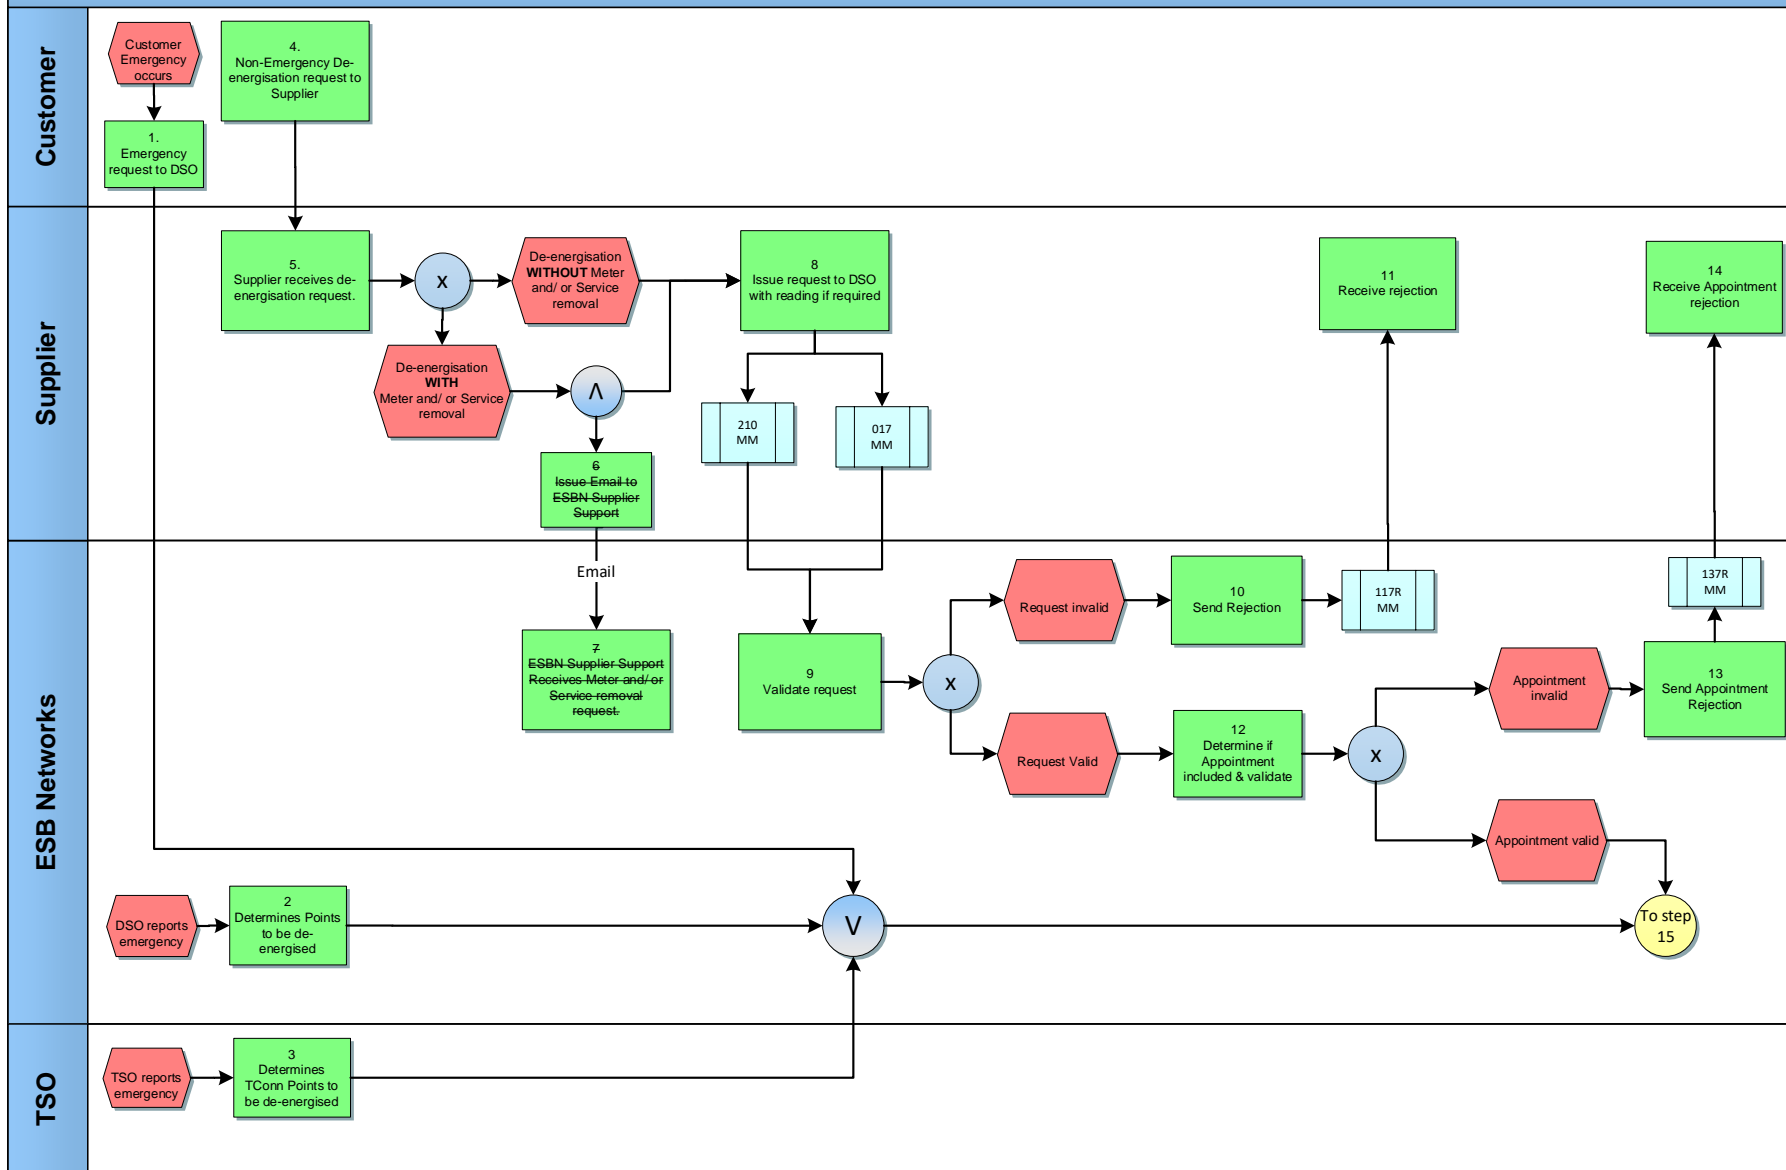 Customer
Customer
Emergency
occurs
1.
Emergency
request to DSO
4.
Non-Emergency De-
energisation request to
Supplier
Supplier
5.
Supplier receives de-
energisation request.
X
De-energisation
WITHOUT Meter
and/ or Service
removal
De-energisation
WITH
Meter and/ or Service
removal
Λ
6
Issue Email to
ESBN Supplier
Support
8
Issue request to DSO
with reading if required
210
MM
017
MM
11
Receive rejection
14
Receive Appointment
rejection
ESB Networks
Email
7
ESBN Supplier Support
Receives Meter and/ or
Service removal
request.
9
Validate request
X
Request invalid
10
Send Rejection
117R
MM
Request Valid
12
Determine if
Appointment
included & validate
X
Appointment
invalid
13
Send Appointment
Rejection
137R
MM
Appointment valid
DSO reports
emergency
2
Determines Points
to be de-
energised
V
To step
15
TSO
TSO reports
emergency
3
Determines
TConn Points to
be de-energised